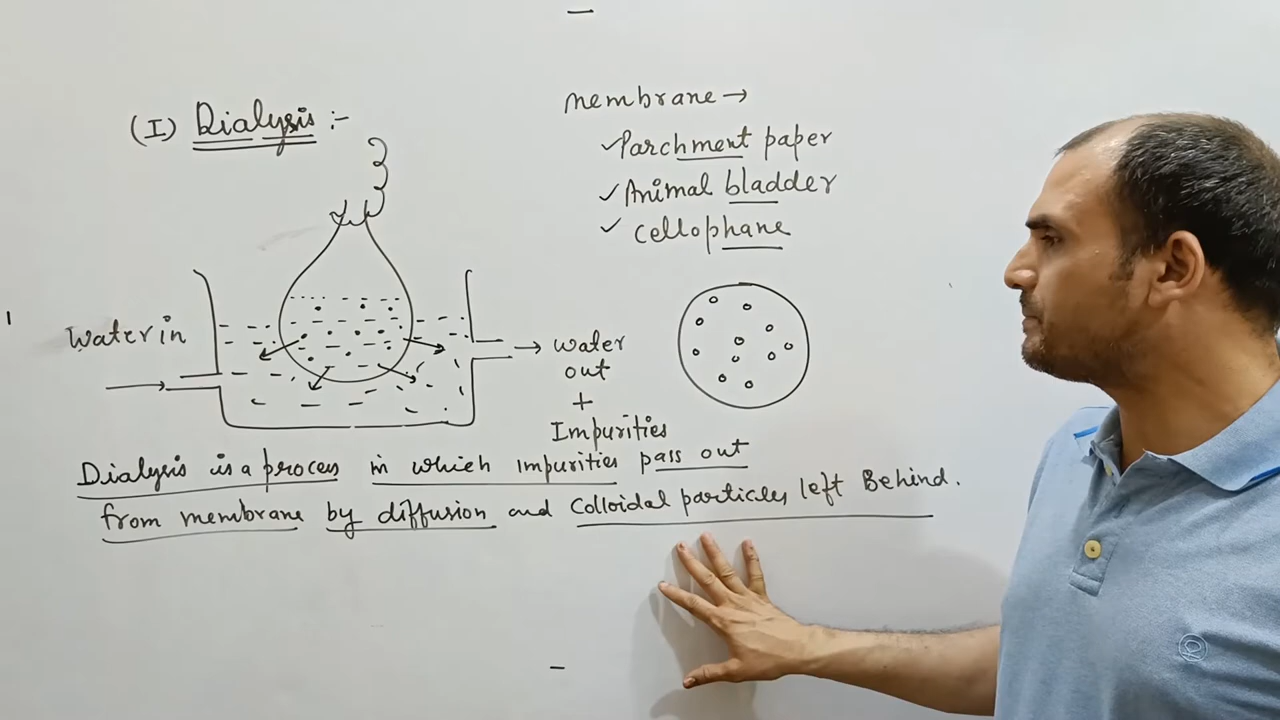 (I) Dialysis :-
membrane →
✓Parchment paper
✓Animal bladder
✓cellophane
Water in
→ water
out
+
Impurities
Dialysis is a process in which impurities pass out
from membrane by diffusion and Colloidal particles left Behind.